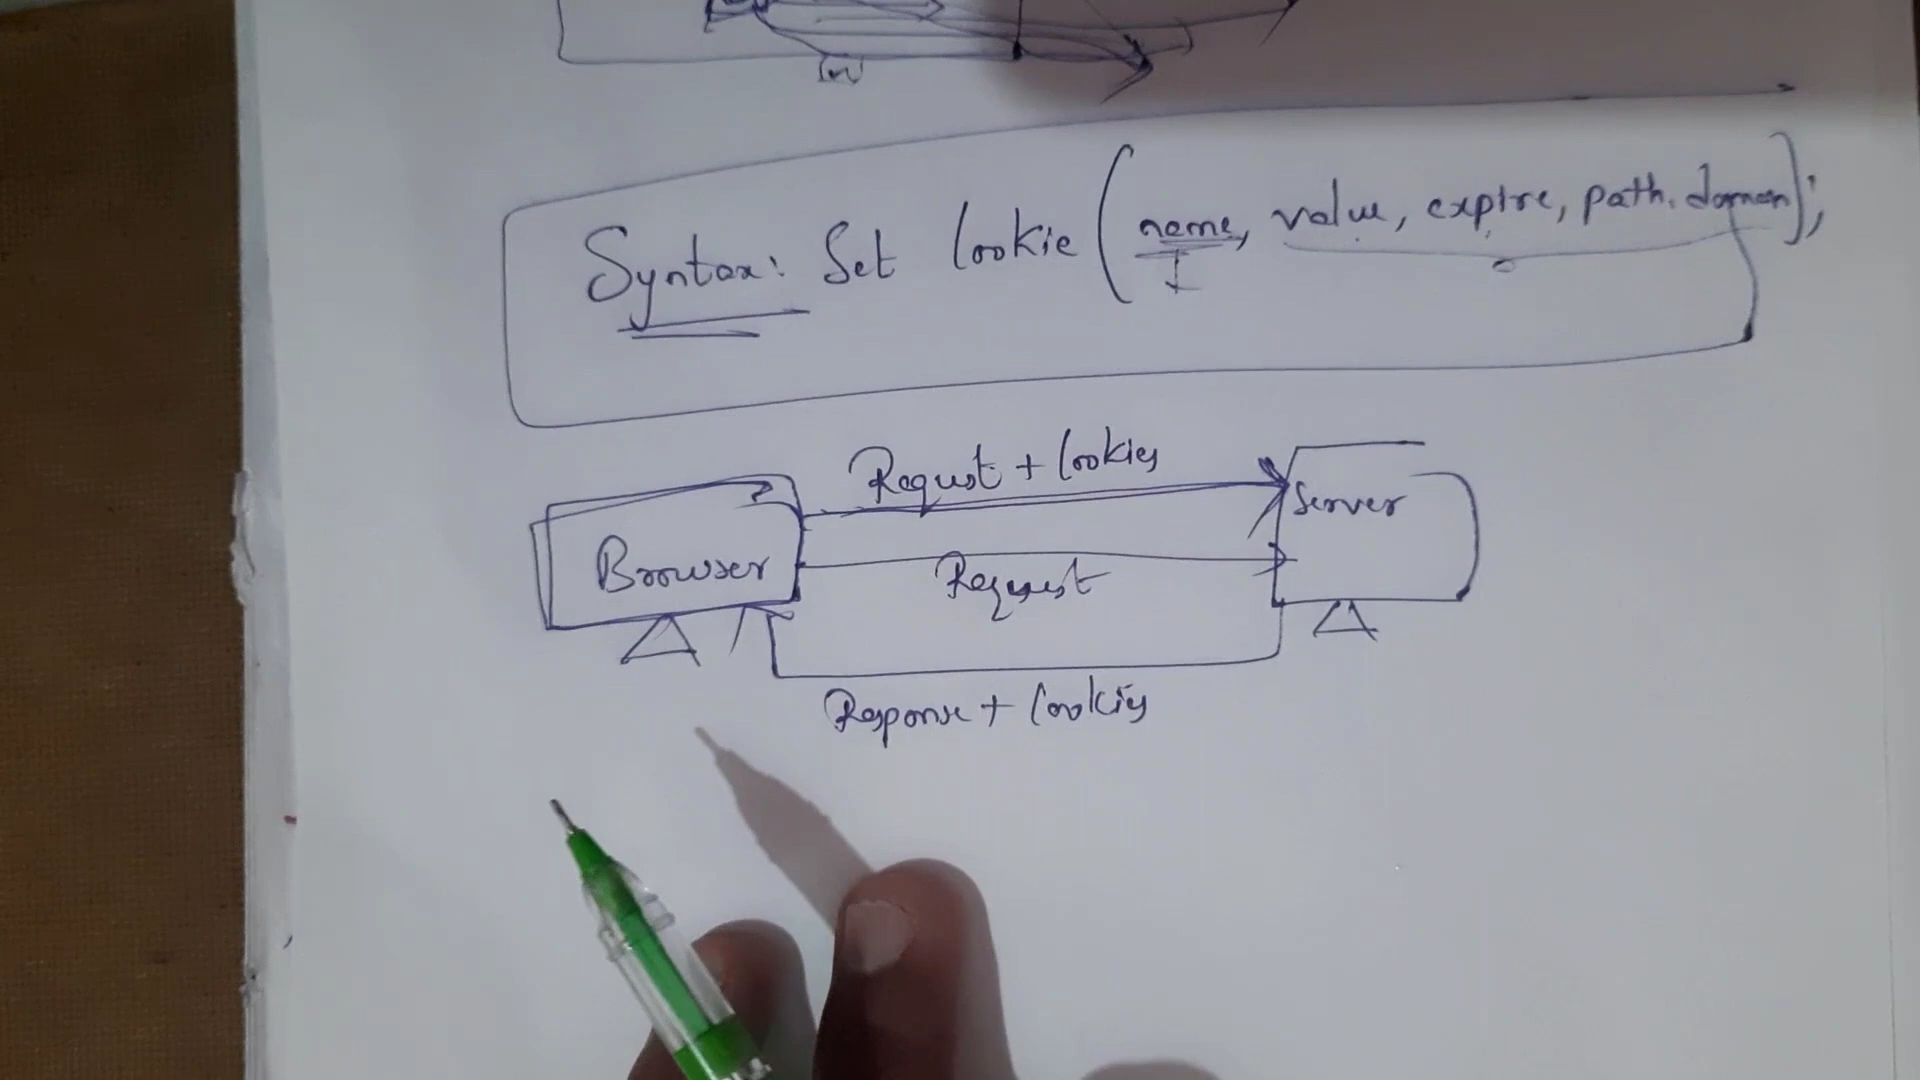 Syntax: Set Cookie (name, value, expire, path, domain);
Request + Cookies
Server
Browser
Request
Response + Cookies